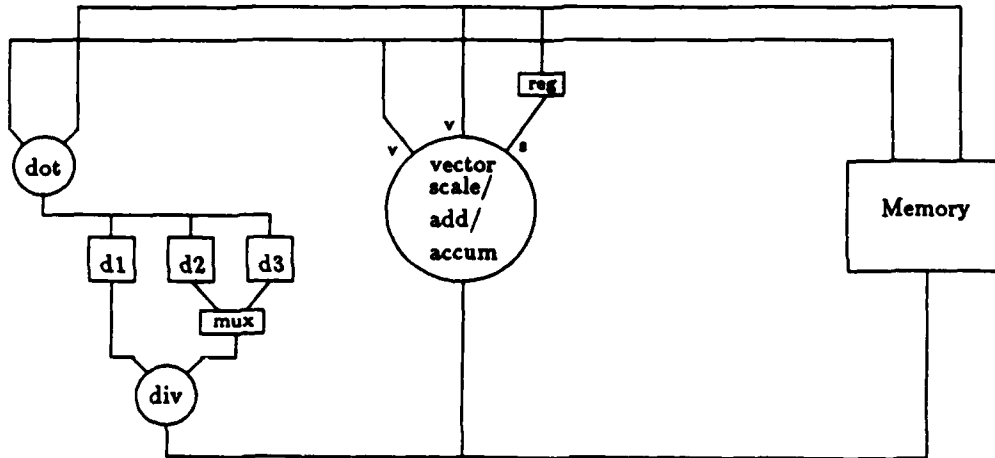 reg
v
v
s
dot
vector
scale/
add/
accum
Memory
d1
d2
d3
mux
div